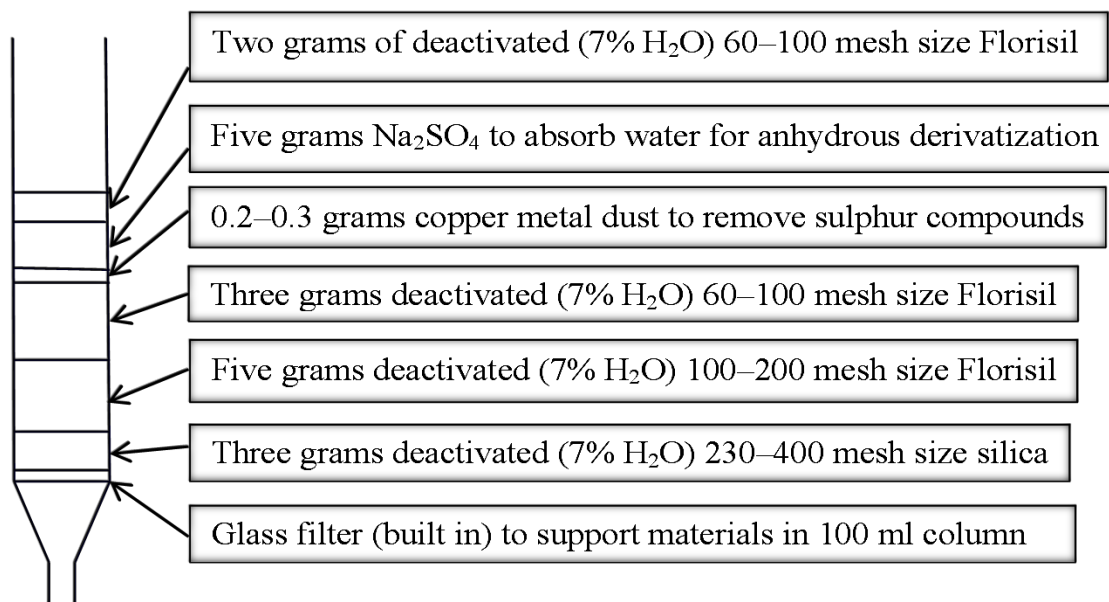 Two grams of deactivated (7% H₂O) 60–100 mesh size Florisil
Five grams Na₂SO₄ to absorb water for anhydrous derivatization
0.2–0.3 grams copper metal dust to remove sulphur compounds
Three grams deactivated (7% H₂O) 60–100 mesh size Florisil
Five grams deactivated (7% H₂O) 100–200 mesh size Florisil
Three grams deactivated (7% H₂O) 230–400 mesh size silica
Glass filter (built in) to support materials in 100 ml column